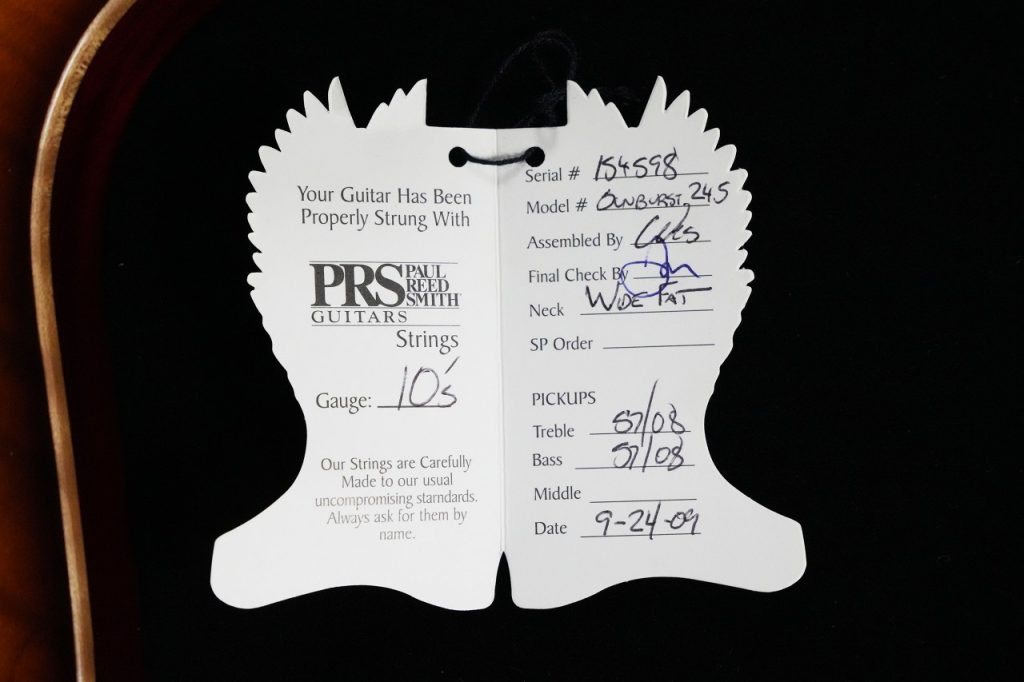 Your Guitar Has Been
Properly Strung With
PRS PAUL
REED
SMITH
GUITARS
Strings
Gauge: 10's
Our Strings are Carefully
Made to our usual
uncompromising starndards.
Always ask for them by
name.
Serial # 154598
Model # SUNBURST 245
Assembled By
Final Check By
Neck WIDE FAT
SP Order
PICKUPS
Treble 57/08
Bass 57/08
Middle
Date 9-24-09